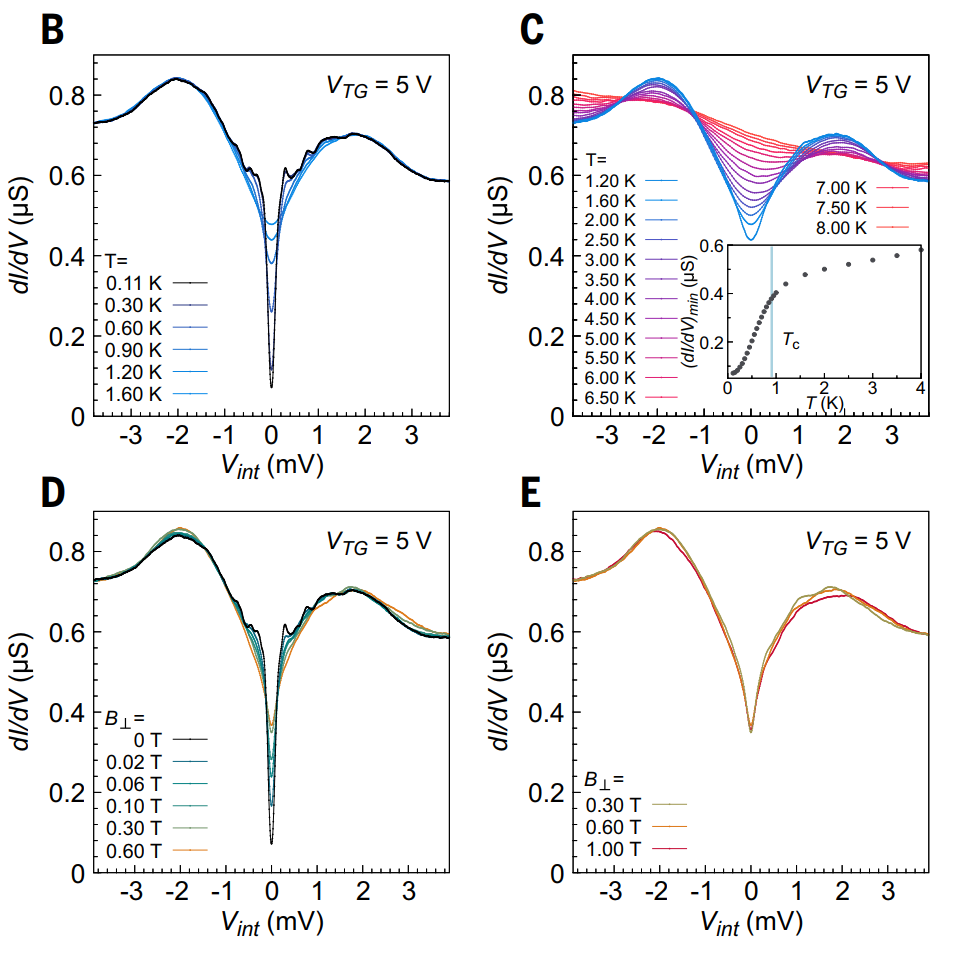 B
V_TG = 5 V
0.8
0.6
0.4
0.2
0
dI/dV (µS)
T=
0.11 K
0.30 K
0.60 K
0.90 K
1.20 K
1.60 K
-3 -2 -1 0 1 2 3
V_int (mV)
C
V_TG = 5 V
0.8
0.6
0.4
0.2
0
dI/dV (µS)
T=
1.20 K
1.60 K
2.00 K
2.50 K
3.00 K
3.50 K
4.00 K
4.50 K
5.00 K
5.50 K
6.00 K
6.50 K
7.00 K
7.50 K
8.00 K
0.6
0.4
0.2
(dI/dV)_min (µS)
T_c
0 1 2 3 4
T (K)
-3 -2 -1 0 1 2 3
V_int (mV)
D
V_TG = 5 V
0.8
0.6
0.4
0.2
0
dI/dV (µS)
B⊥=
0 T
0.02 T
0.06 T
0.10 T
0.30 T
0.60 T
-3 -2 -1 0 1 2 3
V_int (mV)
E
V_TG = 5 V
0.8
0.6
0.4
0.2
0
dI/dV (µS)
B⊥=
0.30 T
0.60 T
1.00 T
-3 -2 -1 0 1 2 3
V_int (mV)